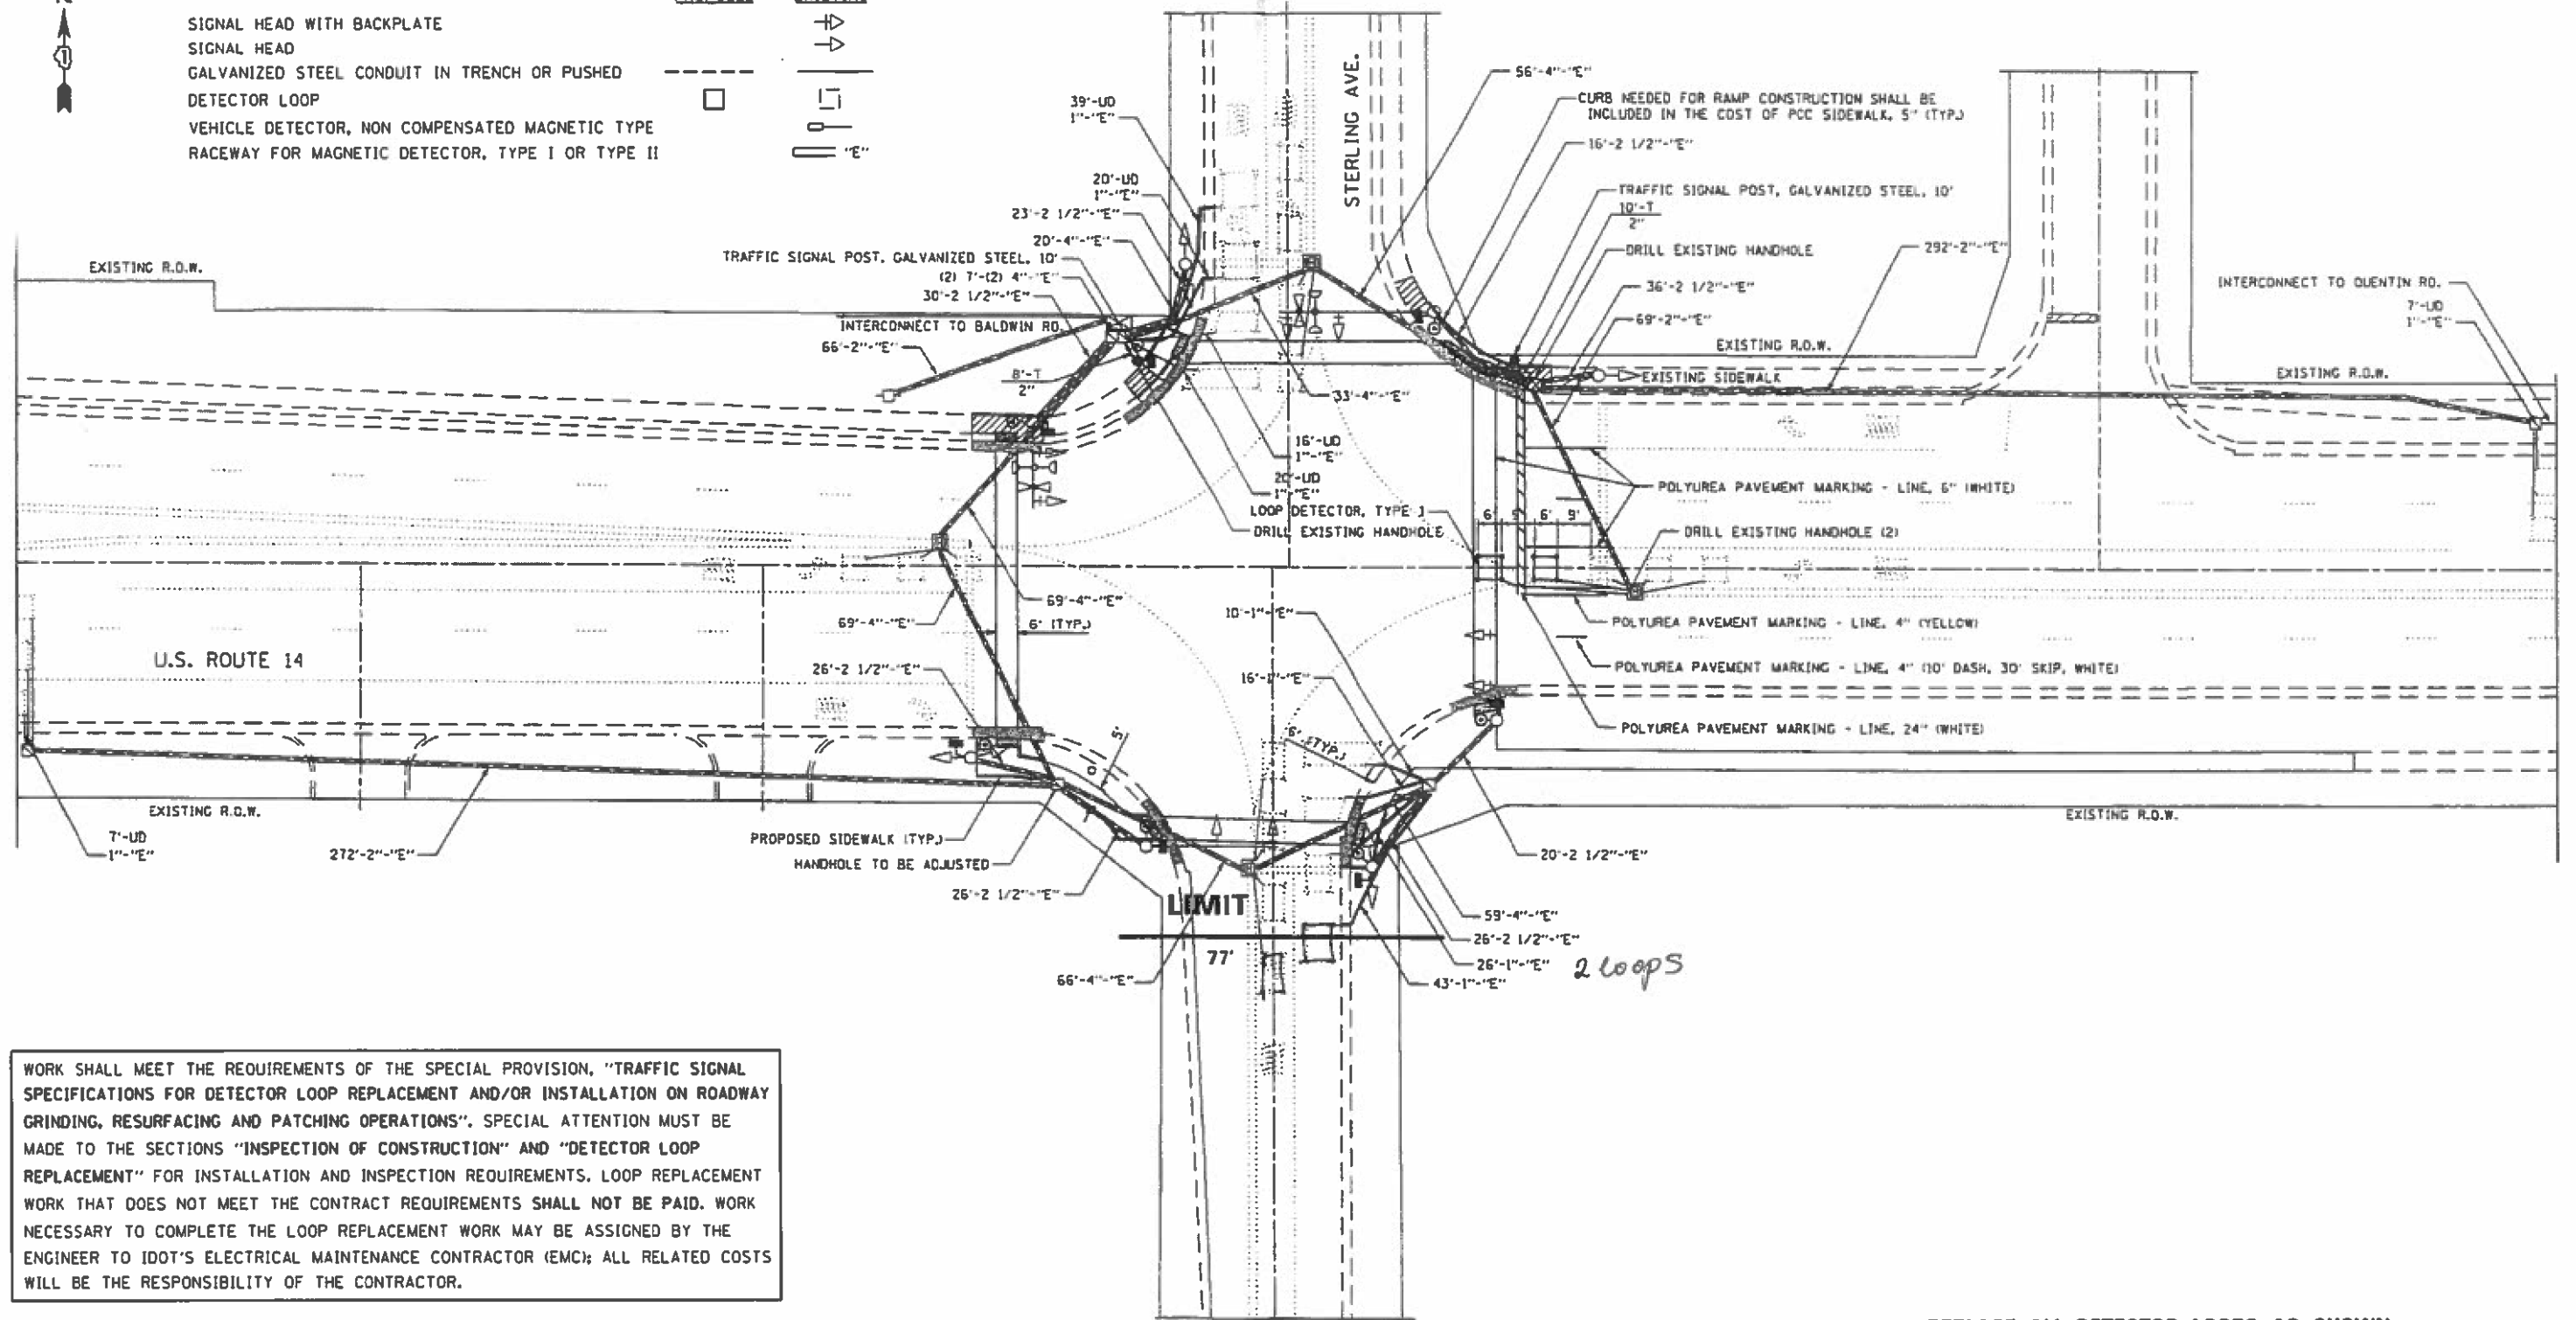 SIGNAL HEAD WITH BACKPLATE
SIGNAL HEAD
GALVANIZED STEEL CONDUIT IN TRENCH OR PUSHED
DETECTOR LOOP
VEHICLE DETECTOR, NON COMPENSATED MAGNETIC TYPE
RACEWAY FOR MAGNETIC DETECTOR, TYPE I OR TYPE II
"E"
STERLING AVE.
39'-UD
1"-"E"
20'-UD
1"-"E"
23'-2 1/2"-"E"
20'-4"-"E"
TRAFFIC SIGNAL POST, GALVANIZED STEEL, 10'
(2) 7'-(2) 4"-"E"
30'-2 1/2"-"E"
INTERCONNECT TO BALDWIN RD.
66'-2"-"E"
8'-T
2"
EXISTING R.O.W.
56'-4"-"E"
CURB NEEDED FOR RAMP CONSTRUCTION SHALL BE
INCLUDED IN THE COST OF PCC SIDEWALK, 5" (TYP.)
16'-2 1/2"-"E"
TRAFFIC SIGNAL POST, GALVANIZED STEEL, 10'
10'-T
2"
DRILL EXISTING HANDHOLE
292'-2"-"E"
36'-2 1/2"-"E"
69'-2"-"E"
EXISTING R.O.W.
EXISTING SIDEWALK
INTERCONNECT TO QUENTIN RD.
7'-UD
1"-"E"
EXISTING R.O.W.
33'-4"-"E"
16'-UD
1"-"E"
20'-UD
1"-"E"
LOOP DETECTOR, TYPE I
DRILL EXISTING HANDHOLE
6' 9' 6' 9'
POLYUREA PAVEMENT MARKING - LINE, 6" (WHITE)
DRILL EXISTING HANDHOLE (2)
POLYUREA PAVEMENT MARKING - LINE, 4" (YELLOW)
POLYUREA PAVEMENT MARKING - LINE, 4" (10' DASH, 30' SKIP, WHITE)
POLYUREA PAVEMENT MARKING - LINE, 24" (WHITE)
69'-4"-"E"
69'-4"-"E"
6' (TYP.)
10'-1"-"E"
16'-1"-"E"
U.S. ROUTE 14
26'-2 1/2"-"E"
5'
6' (TYP.)
EXISTING R.O.W.
7'-UD
1"-"E"
272'-2"-"E"
PROPOSED SIDEWALK (TYP.)
HANDHOLE TO BE ADJUSTED
26'-2 1/2"-"E"
EXISTING R.O.W.
20'-2 1/2"-"E"
LIMIT
77'
66'-4"-"E"
59'-4"-"E"
26'-2 1/2"-"E"
26'-1"-"E" 2 loops
43'-1"-"E"
WORK SHALL MEET THE REQUIREMENTS OF THE SPECIAL PROVISION, "TRAFFIC SIGNAL
SPECIFICATIONS FOR DETECTOR LOOP REPLACEMENT AND/OR INSTALLATION ON ROADWAY
GRINDING, RESURFACING AND PATCHING OPERATIONS". SPECIAL ATTENTION MUST BE
MADE TO THE SECTIONS "INSPECTION OF CONSTRUCTION" AND "DETECTOR LOOP
REPLACEMENT" FOR INSTALLATION AND INSPECTION REQUIREMENTS. LOOP REPLACEMENT
WORK THAT DOES NOT MEET THE CONTRACT REQUIREMENTS SHALL NOT BE PAID. WORK
NECESSARY TO COMPLETE THE LOOP REPLACEMENT WORK MAY BE ASSIGNED BY THE
ENGINEER TO IDOT'S ELECTRICAL MAINTENANCE CONTRACTOR (EMC); ALL RELATED COSTS
WILL BE THE RESPONSIBILITY OF THE CONTRACTOR.